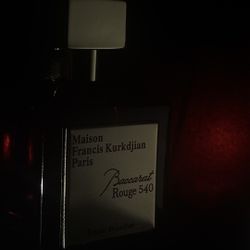 Maison
Francis Kurkdjian
Paris
Baccarat
Rouge 540